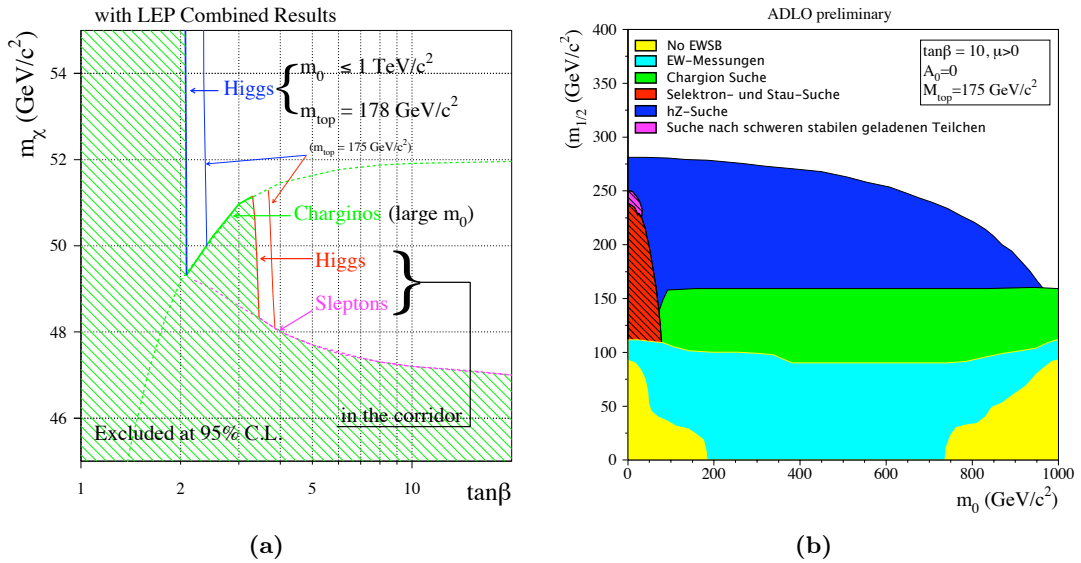 with LEP Combined Results
m_χ (GeV/c²)
54
52
50
48
46
Higgs
m_0 ≤ 1 TeV/c²
m_top = 178 GeV/c²
(m_top = 175 GeV/c²)
Charginos (large m_0)
Higgs
Sleptons
in the corridor
Excluded at 95% C.L.
1
2
5
10
tanβ
(a)
ADLO preliminary
(m_1/2 (GeV/c²)
400
350
300
250
200
150
100
50
0
No EWSB
EW-Messungen
Chargion Suche
Selektron- und Stau-Suche
hZ-Suche
Suche nach schweren stabilen geladenen Teilchen
tanβ = 10 , μ>0
A_0=0
M_top=175 GeV/c²
0
200
400
600
800
1000
m_0 (GeV/c²)
(b)